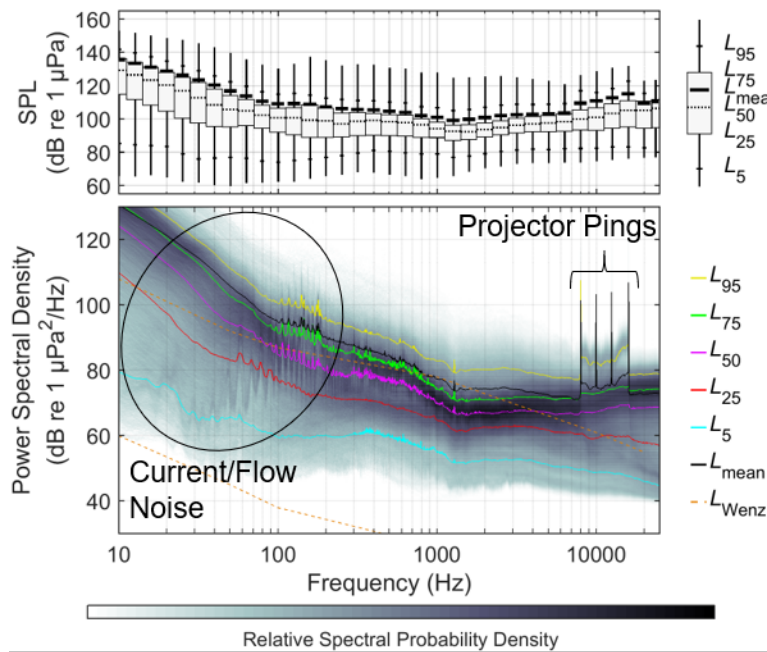 160
140
120
100
80
60
SPL
(dB re 1 µPa)
L95
L75
Lmea
L50
L25
L5
120
100
80
60
40
Power Spectral Density
(dB re 1 µPa²/Hz)
Projector Pings
Current/Flow
Noise
10
100
1000
10000
Frequency (Hz)
L95
L75
L50
L25
L5
Lmean
LWenz
Relative Spectral Probability Density